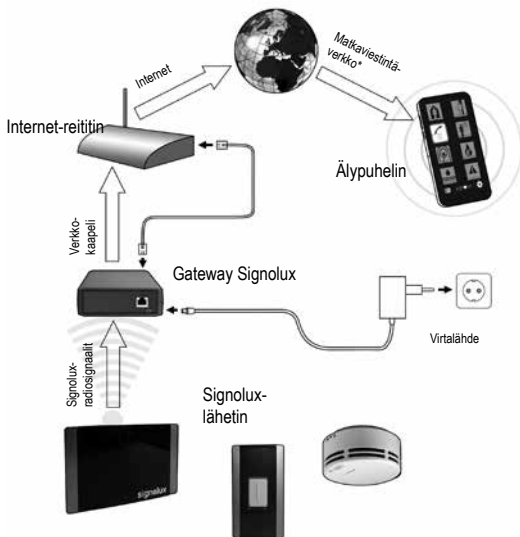 Internet
Matkaviestintä-
verkko*
Internet-reititin
Älypuhelin
Verkko-
kaapeli
Gateway Signolux
Virtalähde
Signolux-
radiosignaalit
Signolux-
lähetin
signolux